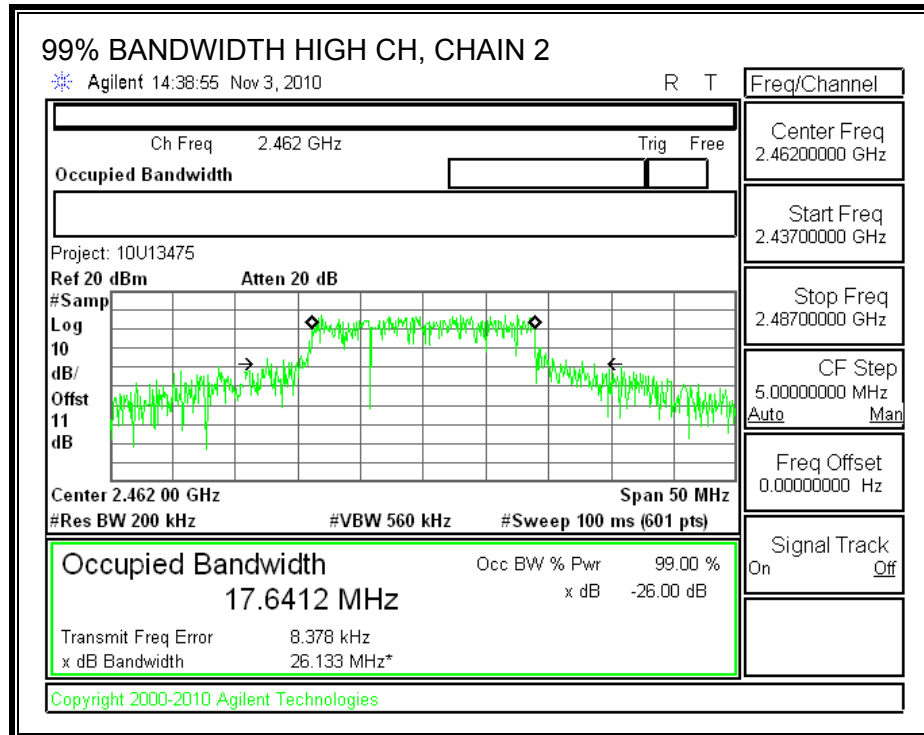 99% BANDWIDTH HIGH CH, CHAIN 2
Agilent 14:38:55 Nov 3, 2010 R T
Freq/Channel
Ch Freq 2.462 GHz Trig Free
Occupied Bandwidth
Center Freq
2.46200000 GHz
Start Freq
2.43700000 GHz
Stop Freq
2.48700000 GHz
CF Step
5.00000000 MHz
Auto Man
Freq Offset
0.00000000 Hz
Signal Track
On Off
Project: 10U13475
Ref 20 dBm Atten 20 dB
#Samp
Log
10
dB/
Offst
11
dB
Center 2.462 00 GHz Span 50 MHz
#Res BW 200 kHz #VBW 560 kHz #Sweep 100 ms (601 pts)
Occupied Bandwidth Occ BW % Pwr 99.00 %
17.6412 MHz x dB -26.00 dB
Transmit Freq Error 8.378 kHz
x dB Bandwidth 26.133 MHz*
Copyright 2000-2010 Agilent Technologies